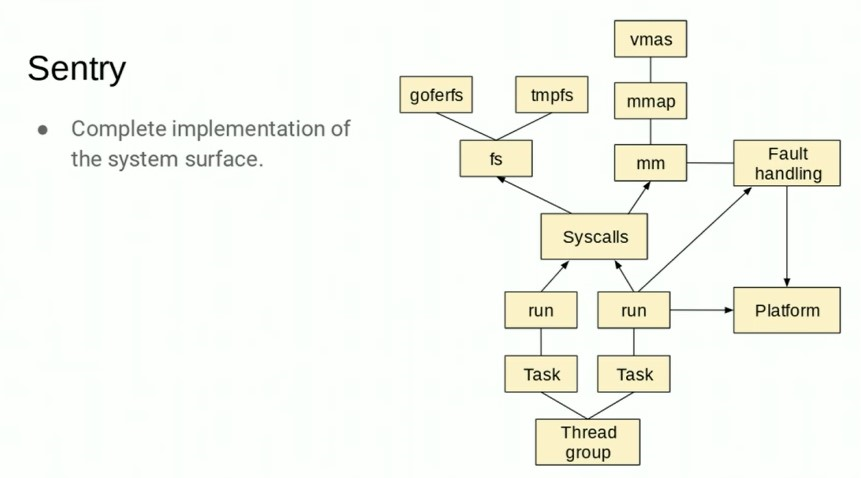 Sentry
● Complete implementation of
the system surface.
vmas
goferfs
tmpfs
mmap
fs
mm
Fault
handling
Syscalls
run
run
Platform
Task
Task
Thread
group